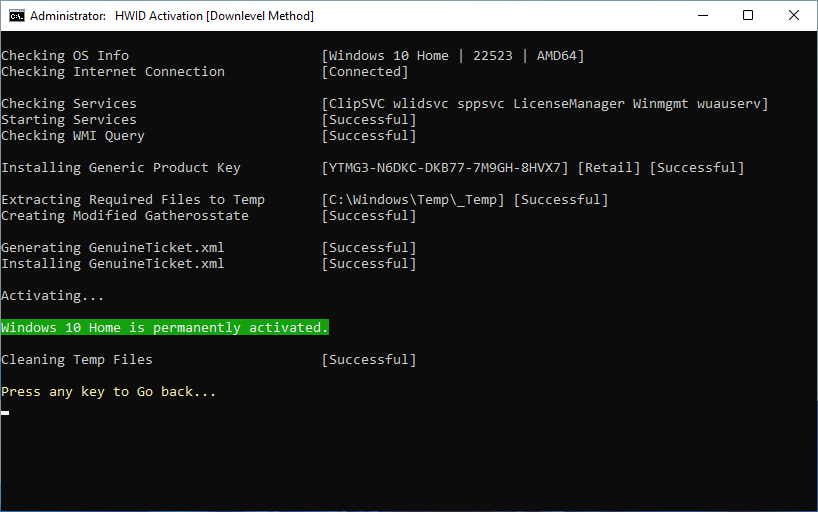 Administrator: HWID Activation [Downlevel Method]
Checking OS Info [Windows 10 Home | 22523 | AMD64]
Checking Internet Connection [Connected]
Checking Services [ClipSVC wlidsvc sppsvc LicenseManager Winmgmt wuauserv]
Starting Services [Successful]
Checking WMI Query [Successful]
Installing Generic Product Key [YTMG3-N6DKC-DKB77-7M9GH-8HVX7] [Retail] [Successful]
Extracting Required Files to Temp [C:\Windows\Temp\_Temp] [Successful]
Creating Modified Gatherosstate [Successful]
Generating GenuineTicket.xml [Successful]
Installing GenuineTicket.xml [Successful]
Activating...
Windows 10 Home is permanently activated.
Cleaning Temp Files [Successful]
Press any key to Go back...